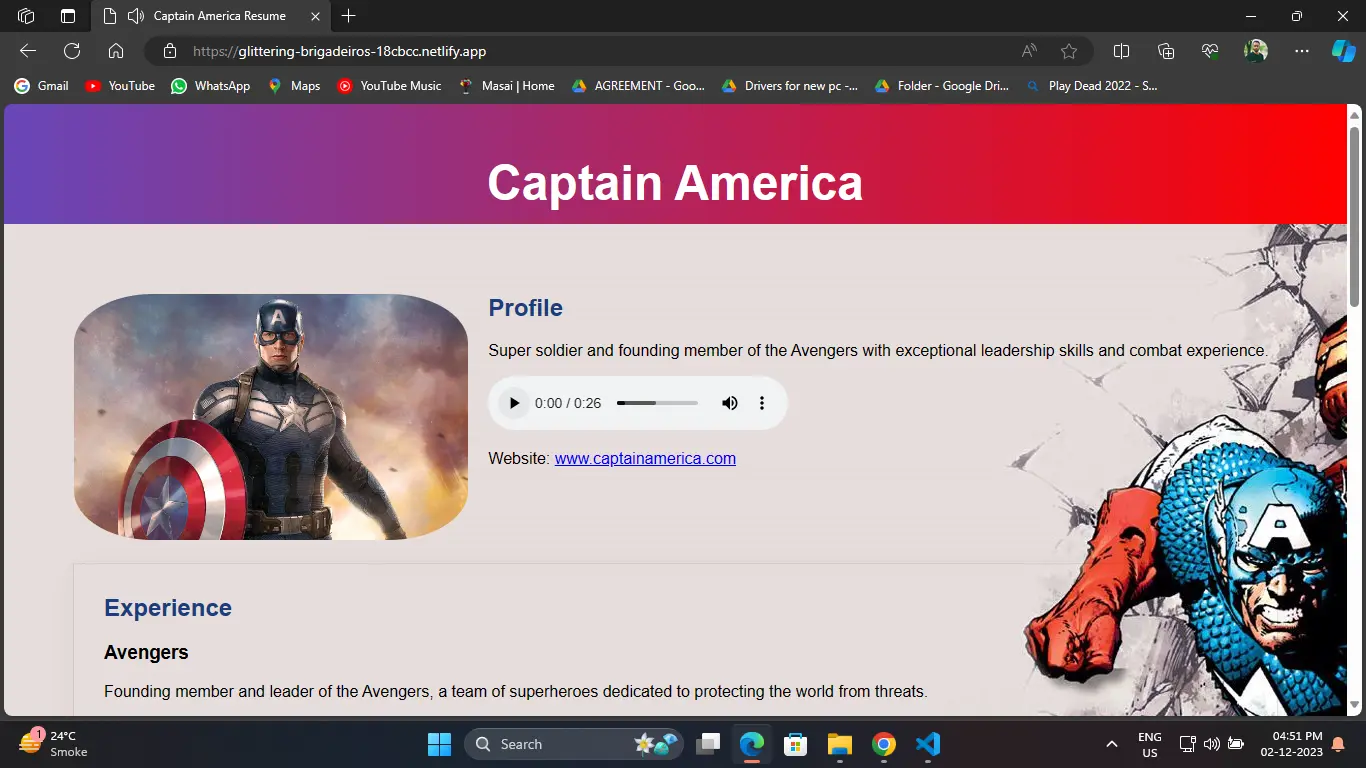 Captain America Resume
https://glittering-brigadeiros-18cbcc.netlify.app
Gmail YouTube WhatsApp Maps YouTube Music Masai | Home AGREEMENT - Goo... Drivers for new pc -... Folder - Google Dri... Play Dead 2022 - S...
Captain America
Profile
Super soldier and founding member of the Avengers with exceptional leadership skills and combat experience.
0:00 / 0:26
Website: www.captainamerica.com
Experience
Avengers
Founding member and leader of the Avengers, a team of superheroes dedicated to protecting the world from threats.
A
A
1
24°C
Smoke
Search
ENG
US
04:51 PM
02-12-2023